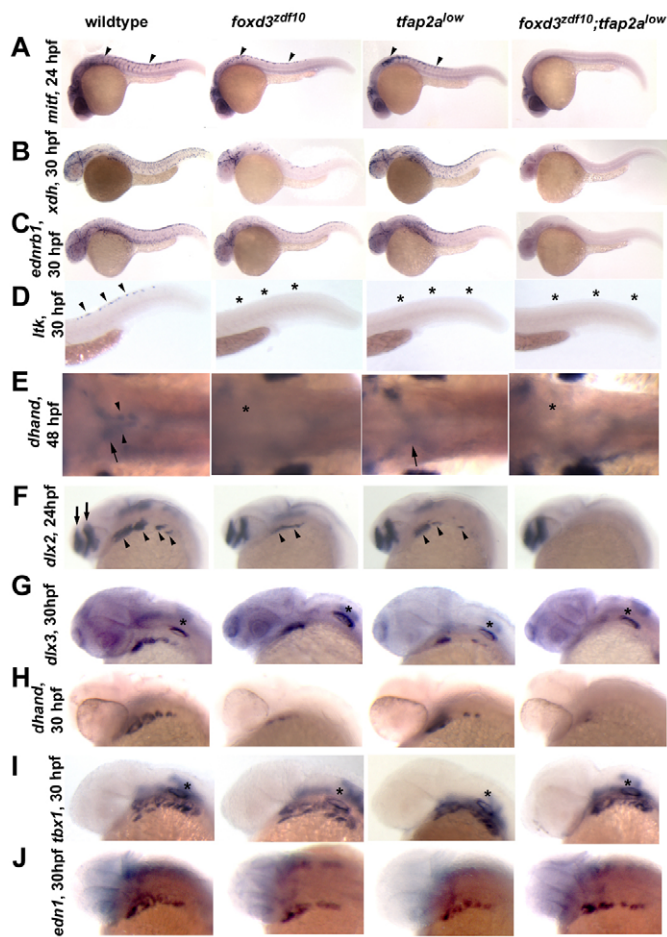 wildtype foxd3zdf10 tfap2alow foxd3zdf10;tfap2alow
A
mitf, 24 hpf
B
xdh, 30 hpf
C
ednrb1,
30 hpf
D
ltk,
30 hpf
* * *
* * *
* * *
E
dhand,
48 hpf
*
*
F
dlx2, 24hpf
G
dlx3, 30hpf
* * * *
H
dhand,
30 hpf
I
tbx1, 30 hpf
* * * *
J
edn1, 30hpf